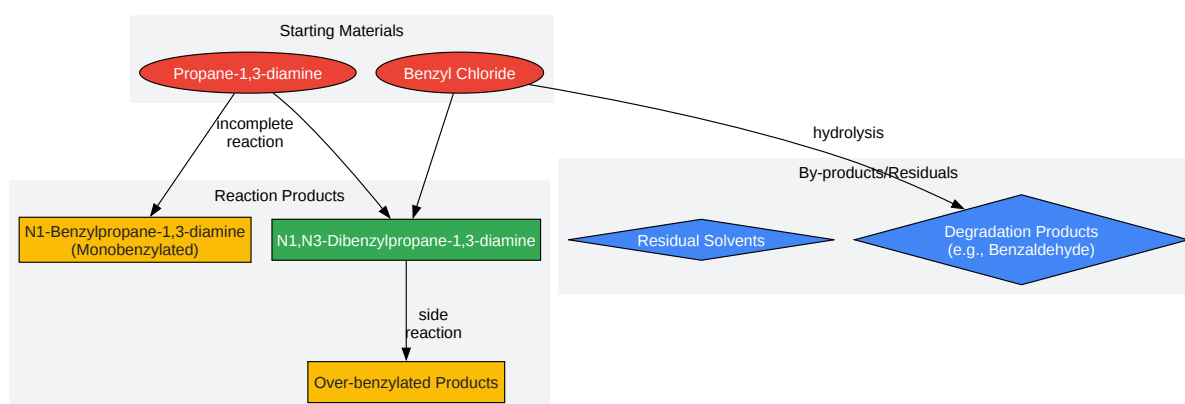 Starting Materials
Propane-1,3-diamine
Benzyl Chloride
incomplete
reaction
hydrolysis
By-products/Residuals
Reaction Products
N1-Benzylpropane-1,3-diamine
(Monobenzylated)
N1,N3-Dibenzylpropane-1,3-diamine
Residual Solvents
Degradation Products
(e.g., Benzaldehyde)
side
reaction
Over-benzylated Products